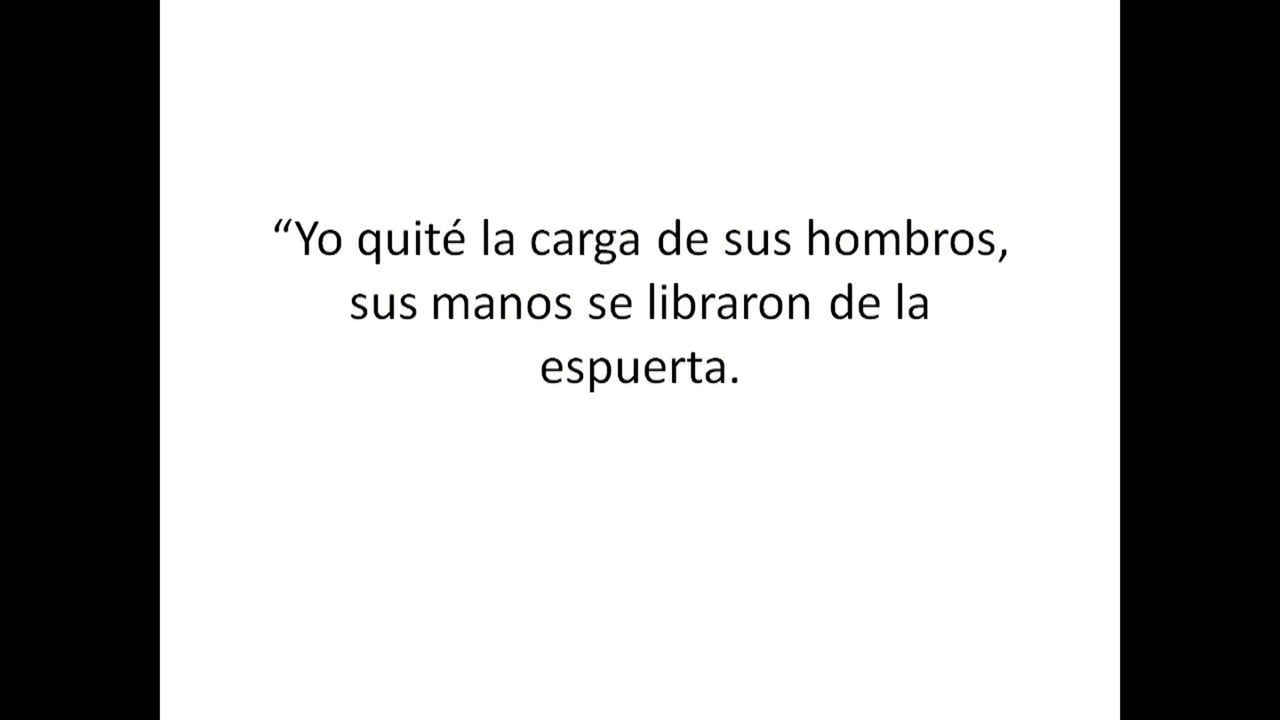 “Yo quité la carga de sus hombros,
sus manos se libraron de la
espuerta.